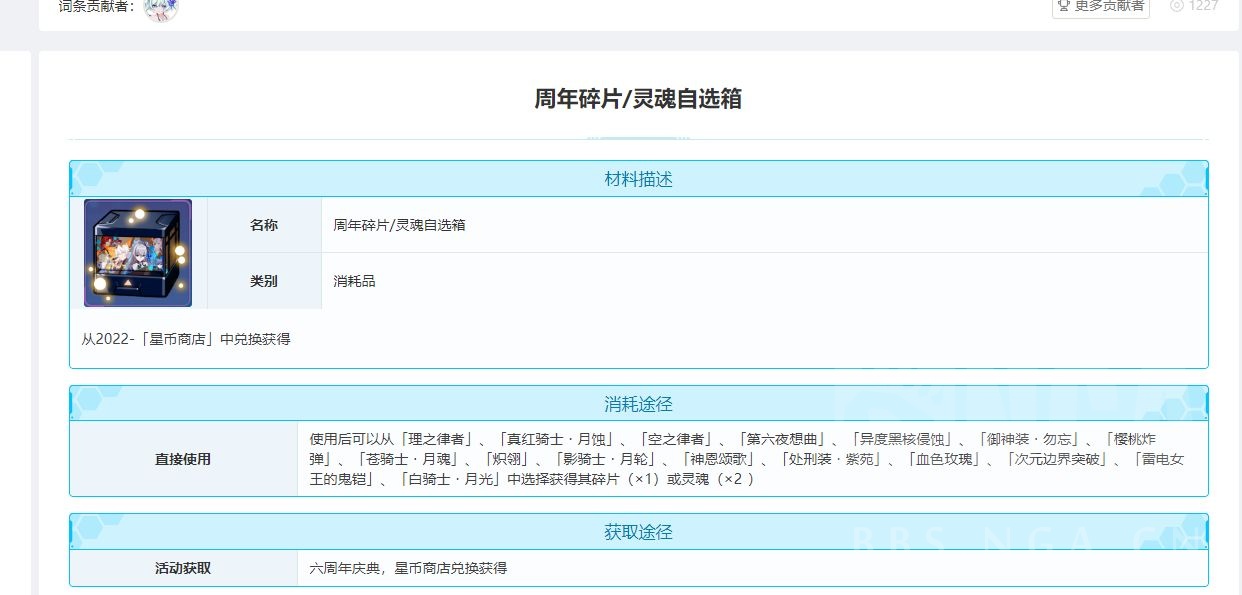 词条贡献者：
更多贡献者
1227
周年碎片/灵魂自选箱
材料描述
名称
周年碎片/灵魂自选箱
类别
消耗品
从2022-「星币商店」中兑换获得
消耗途径
直接使用
使用后可以从「理之律者」、「真红骑士·月蚀」、「空之律者」、「第六夜想曲」、「异度黑核侵蚀」、「御神装·勿忘」、「樱桃炸
弹」、「苍骑士·月魂」、「炽翎」、「影骑士·月轮」、「神恩颂歌」、「处刑装·紫苑」、「血色玫瑰」、「次元边界突破」、「雷电女
王的鬼铠」、「白骑士·月光」中选择获得其碎片（×1）或灵魂（×2 ）
获取途径
BBS.NGA.CN
活动获取
六周年庆典，星币商店兑换获得